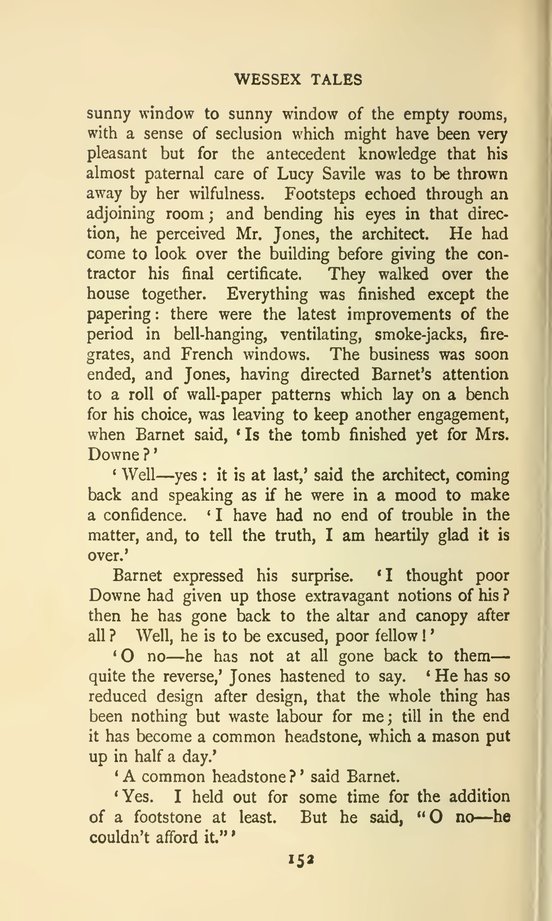 WESSEX TALES
sunny window to sunny window of the empty rooms,
with a sense of seclusion which might have been very
pleasant but for the antecedent knowledge that his
almost paternal care of Lucy Savile was to be thrown
away by her wilfulness. Footsteps echoed through an
adjoining room; and bending his eyes in that direc-
tion, he perceived Mr. Jones, the architect. He had
come to look over the building before giving the con-
tractor his final certificate. They walked over the
house together. Everything was finished except the
papering: there were the latest improvements of the
period in bell-hanging, ventilating, smoke-jacks, fire-
grates, and French windows. The business was soon
ended, and Jones, having directed Barnet's attention
to a roll of wall-paper patterns which lay on a bench
for his choice, was leaving to keep another engagement,
when Barnet said, ‘Is the tomb finished yet for Mrs.
Downe?’
‘Well—yes: it is at last,’ said the architect, coming
back and speaking as if he were in a mood to make
a confidence. ‘I have had no end of trouble in the
matter, and, to tell the truth, I am heartily glad it is
over.’
Barnet expressed his surprise. ‘I thought poor
Downe had given up those extravagant notions of his?
then he has gone back to the altar and canopy after
all? Well, he is to be excused, poor fellow!’
‘O no—he has not at all gone back to them—
quite the reverse,’ Jones hastened to say. ‘He has so
reduced design after design, that the whole thing has
been nothing but waste labour for me; till in the end
it has become a common headstone, which a mason put
up in half a day.’
‘A common headstone?’ said Barnet.
‘Yes. I held out for some time for the addition
of a footstone at least. But he said, “O no—he
couldn't afford it.”’
152